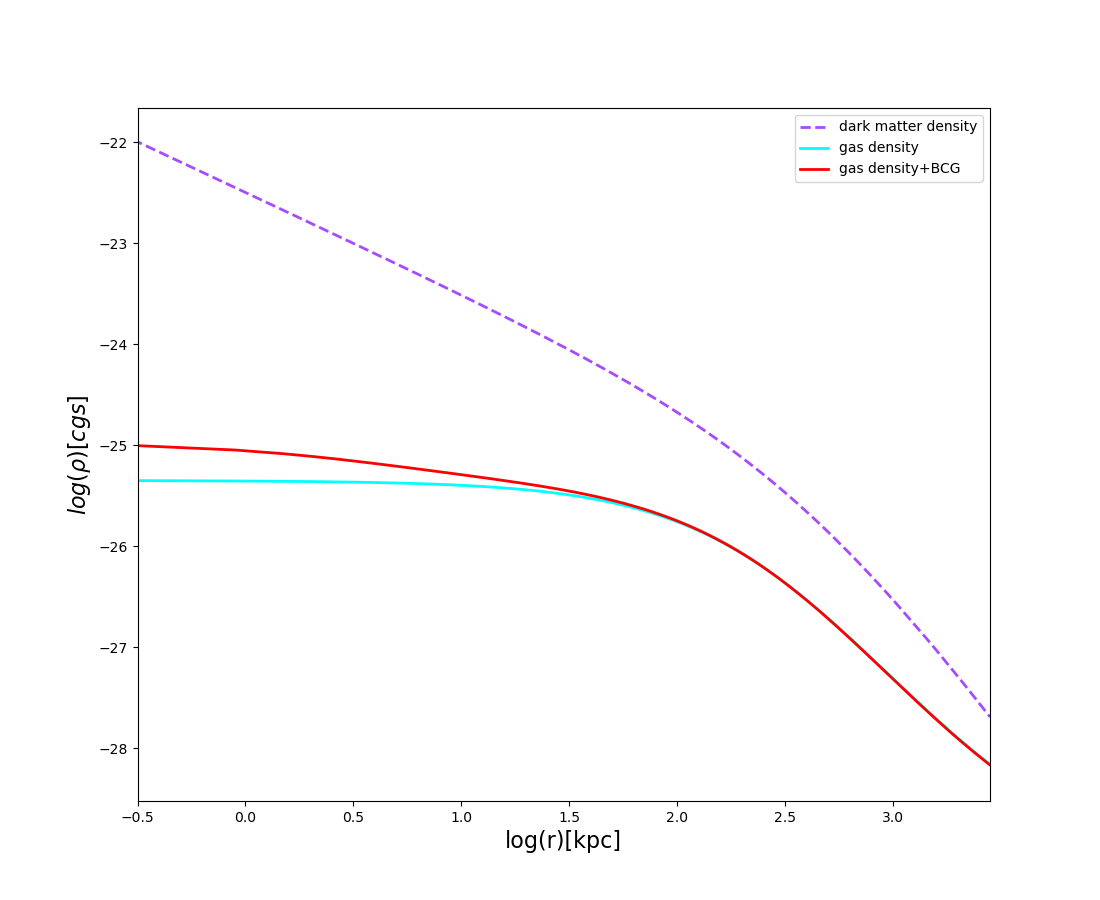 dark matter density
gas density
gas density+BCG
−22
−23
−24
−25
−26
−27
−28
log(ρ)[cgs]
−0.5 0.0 0.5 1.0 1.5 2.0 2.5 3.0
log(r)[kpc]